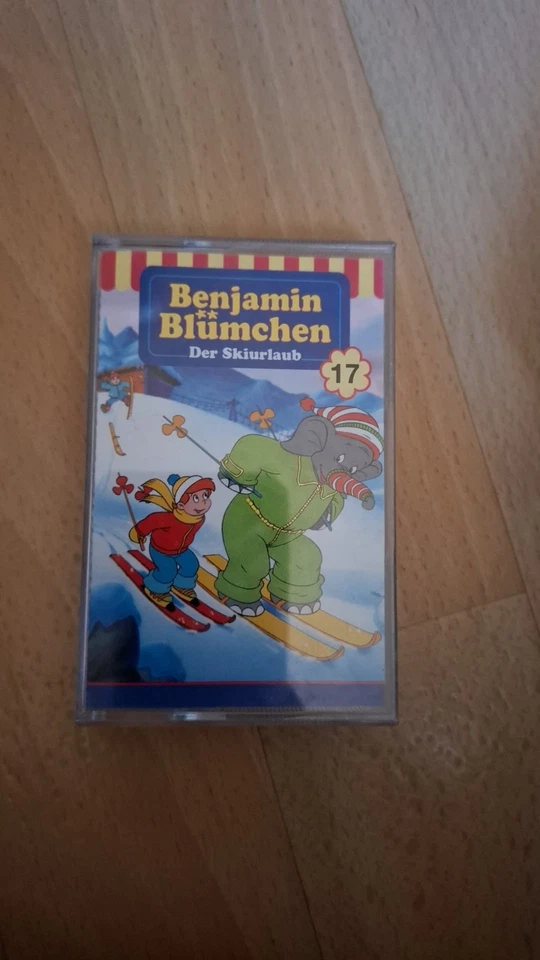 Benjamin
Blümchen
Der Skiurlaub
17